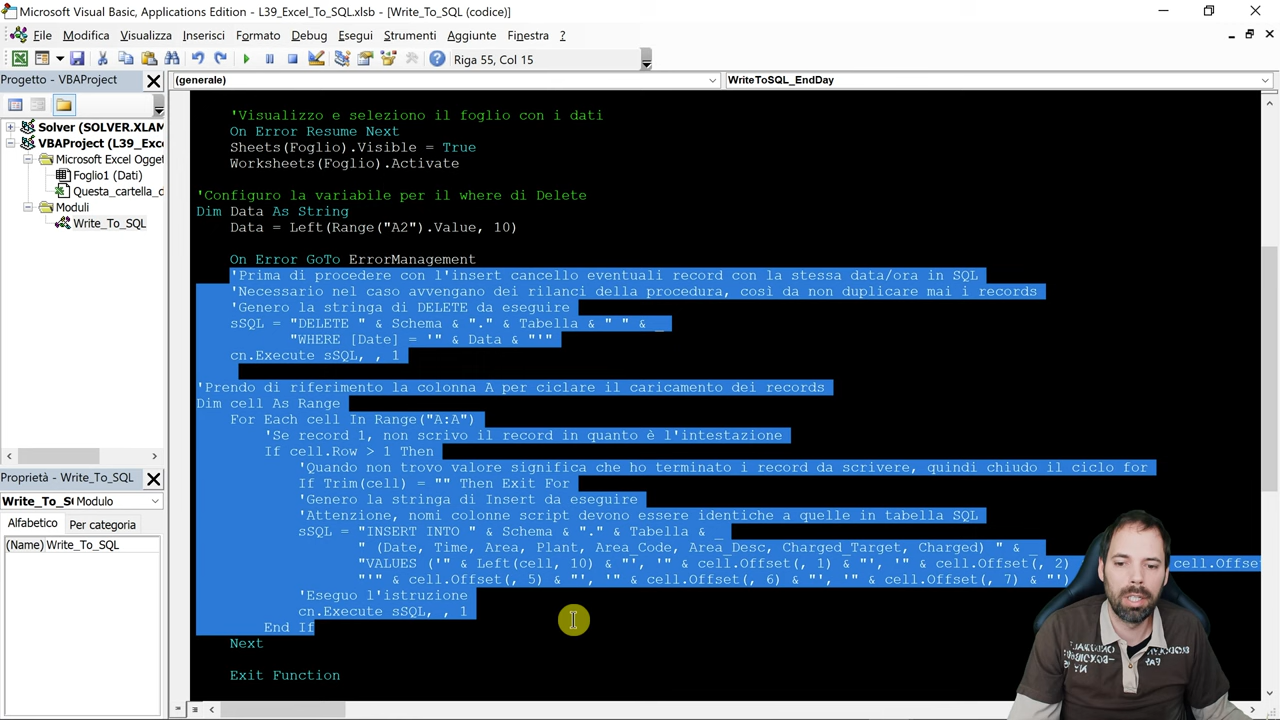 Microsoft Visual Basic, Applications Edition - L39_Excel_To_SQL.xlsb - [Write_To_SQL (codice)]
File Modifica Visualizza Inserisci Formato Debug Esegui Strumenti Aggiunte Finestra ?
Riga 55, Col 15
Progetto - VBAProject
(generale) WriteToSQL_EndDay
Solver (SOLVER.XLAM
VBAProject (L39_Exc
Microsoft Excel Ogget
Foglio1 (Dati)
Questa_cartella_d
Moduli
Write_To_SQL
Proprietà - Write_To_SQL
Write_To_S Modulo
Alfabetico Per categoria
(Name) Write_To_SQL
'Visualizzo e seleziono il foglio con i dati
On Error Resume Next
Sheets(Foglio).Visible = True
Worksheets(Foglio).Activate
'Configuro la variabile per il where di Delete
Dim Data As String
Data = Left(Range("A2").Value, 10)
On Error GoTo ErrorManagement
'Prima di procedere con l'insert cancello eventuali record con la stessa data/ora in SQL
'Necessario nel caso avvengano dei rilanci della procedura, così da non duplicare mai i records
'Genero la stringa di DELETE da eseguire
sSQL = "DELETE " & Schema & "." & Tabella & " " & _
"WHERE [Date] = '" & Data & "'"
cn.Execute sSQL, , 1
'Prendo di riferimento la colonna A per ciclare il caricamento dei records
Dim cell As Range
For Each cell In Range("A:A")
'Se record 1, non scrivo il record in quanto è l'intestazione
If cell.Row > 1 Then
'Quando non trovo valore significa che ho terminato i record da scrivere, quindi chiudo il ciclo for
If Trim(cell) = "" Then Exit For
'Genero la stringa di Insert da eseguire
'Attenzione, nomi colonne script devono essere identiche a quelle in tabella SQL
sSQL = "INSERT INTO " & Schema & "." & Tabella & _
" (Date, Time, Area, Plant, Area_Code, Area_Desc, Charged_Target, Charged) " & _
"VALUES ('" & Left(cell, 10) & "', '" & cell.Offset(, 1) & "', '" & cell.Offset(, 2) cell.Offse
"'" & cell.Offset(, 5) & "', '" & cell.Offset(, 6) & "', '" & cell.Offset(, 7) & "')
'Eseguo l'istruzione
cn.Execute sSQL, , 1
End If
Next
Exit Function